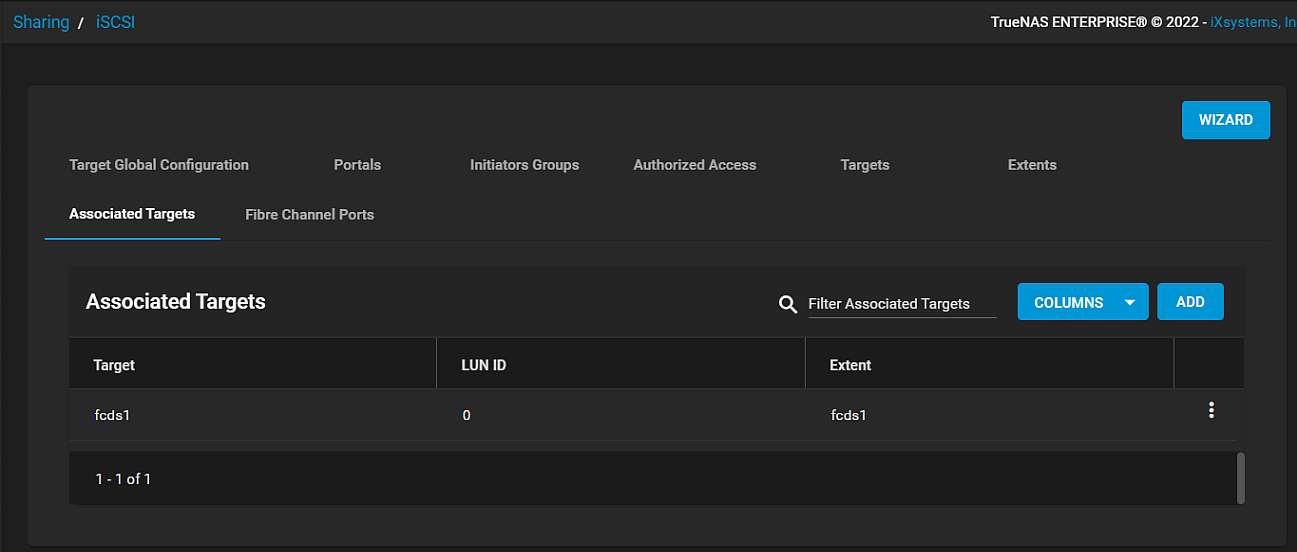 Sharing / iSCSI
TrueNAS ENTERPRISE® © 2022 - iXsystems, In
WIZARD
Target Global Configuration Portals Initiators Groups Authorized Access Targets Extents
Associated Targets Fibre Channel Ports
Associated Targets Filter Associated Targets COLUMNS ADD
Target LUN ID Extent
fcds1 0 fcds1
1 - 1 of 1